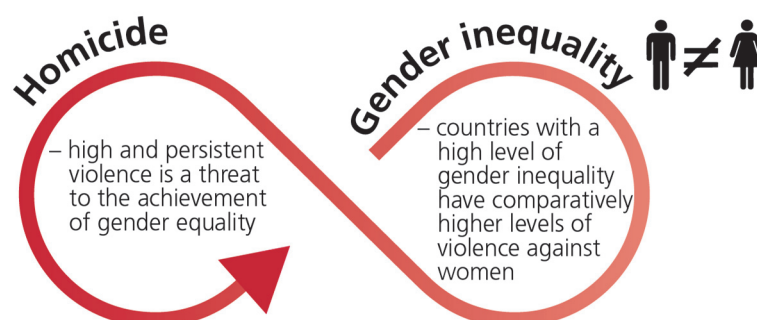 Homicide
– high and persistent
violence is a threat
to the achievement
of gender equality
Gender inequality
≠
– countries with a
high level of
gender inequality
have comparatively
higher levels of
violence against
women